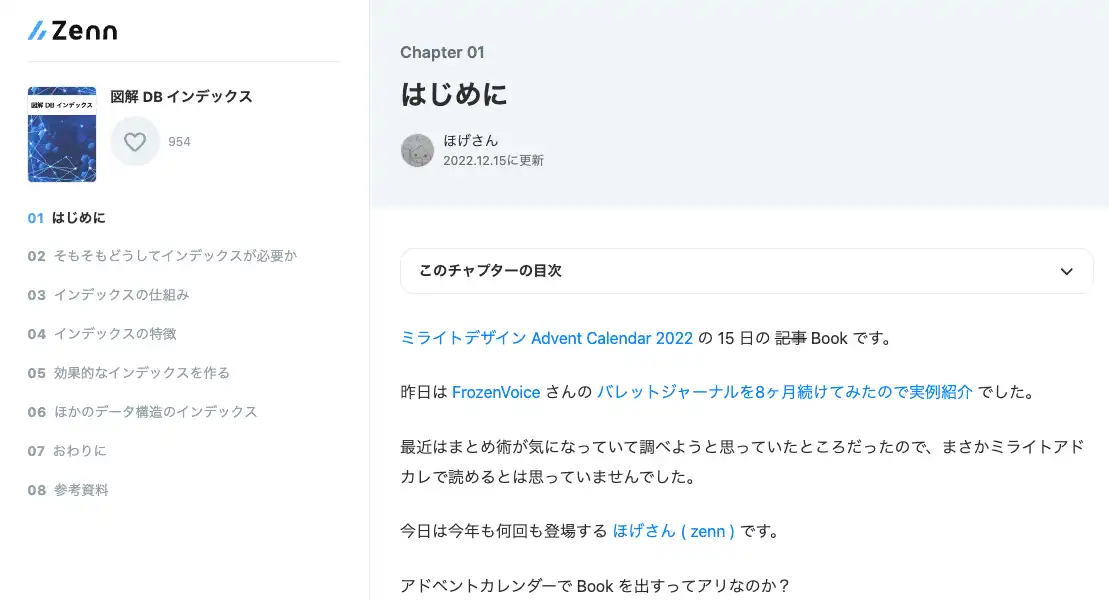 Zenn
図解 DB インデックス
図解 DB インデックス
954
01 はじめに
02 そもそもどうしてインデックスが必要か
03 インデックスの仕組み
04 インデックスの特徴
05 効果的なインデックスを作る
06 ほかのデータ構造のインデックス
07 おわりに
08 参考資料
Chapter 01
はじめに
ほげさん
2022.12.15に更新
このチャプターの目次
ミライトデザイン Advent Calendar 2022 の 15 日の 記事 Book です。
昨日は FrozenVoice さんの バレットジャーナルを8ヶ月続けてみたので実例紹介 でした。
最近はまとめ術が気になっていて調べようと思っていたところだったので、まさかミライトアド
カレで読めるとは思っていませんでした。
今日は今年も何回も登場する ほげさん ( zenn ) です。
アドベントカレンダーで Book を出すってアリなのか？